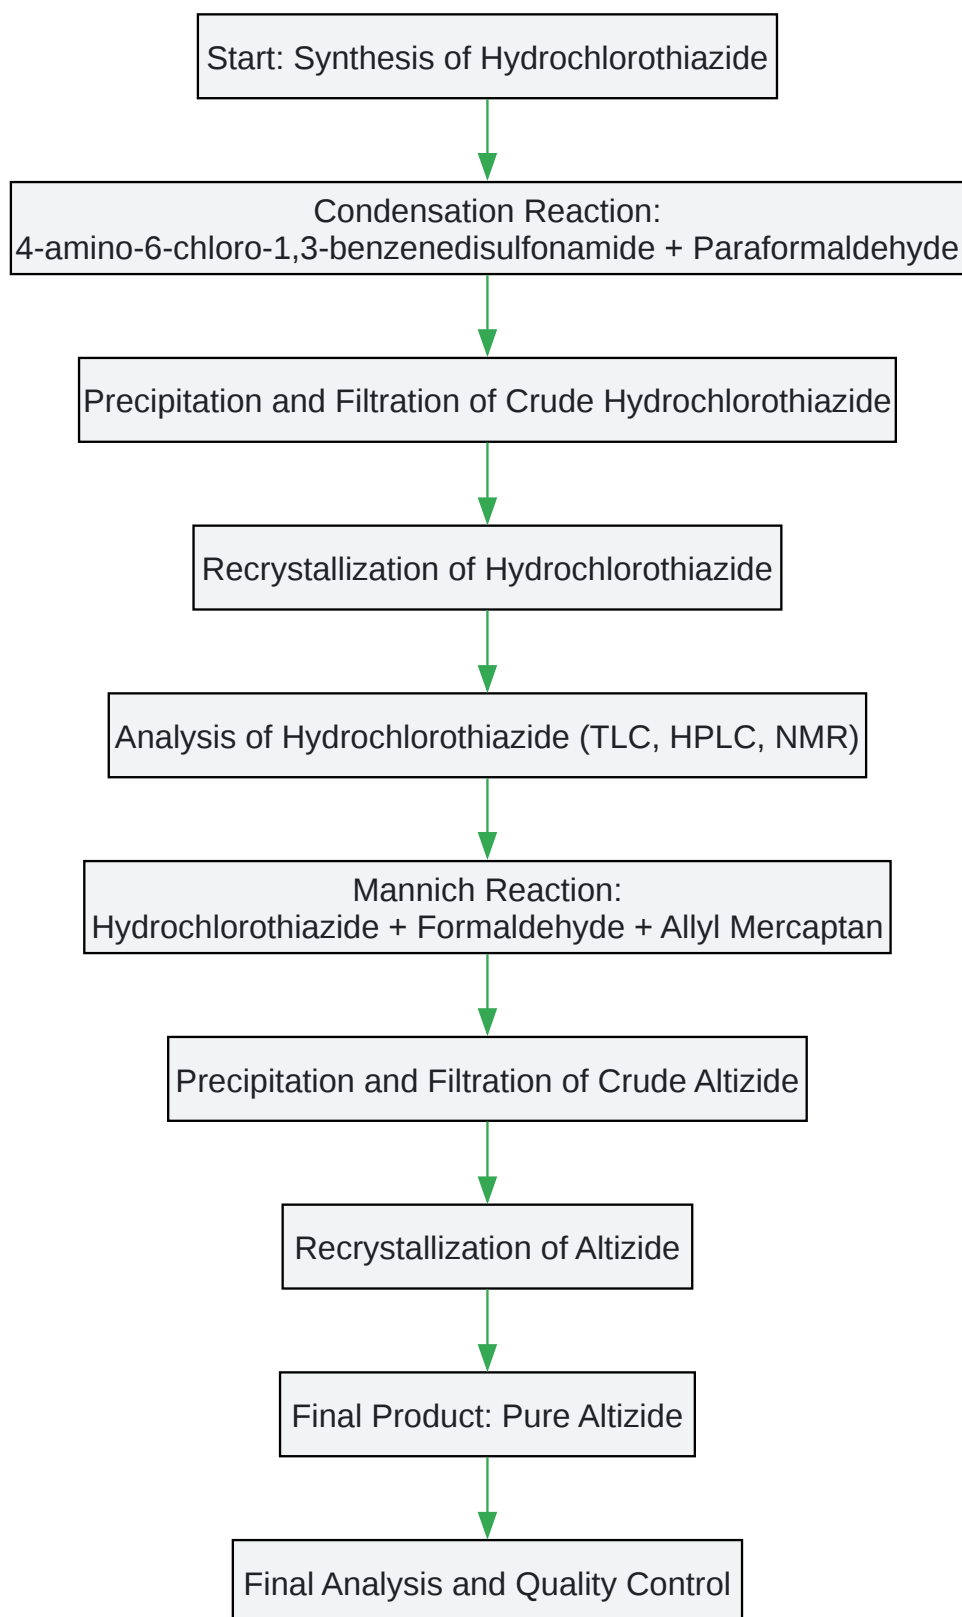 Start: Synthesis of Hydrochlorothiazide
Condensation Reaction:
4-amino-6-chloro-1,3-benzenedisulfonamide + Paraformaldehyde
Precipitation and Filtration of Crude Hydrochlorothiazide
Recrystallization of Hydrochlorothiazide
Analysis of Hydrochlorothiazide (TLC, HPLC, NMR)
Mannich Reaction:
Hydrochlorothiazide + Formaldehyde + Allyl Mercaptan
Precipitation and Filtration of Crude Altizide
Recrystallization of Altizide
Final Product: Pure Altizide
Final Analysis and Quality Control